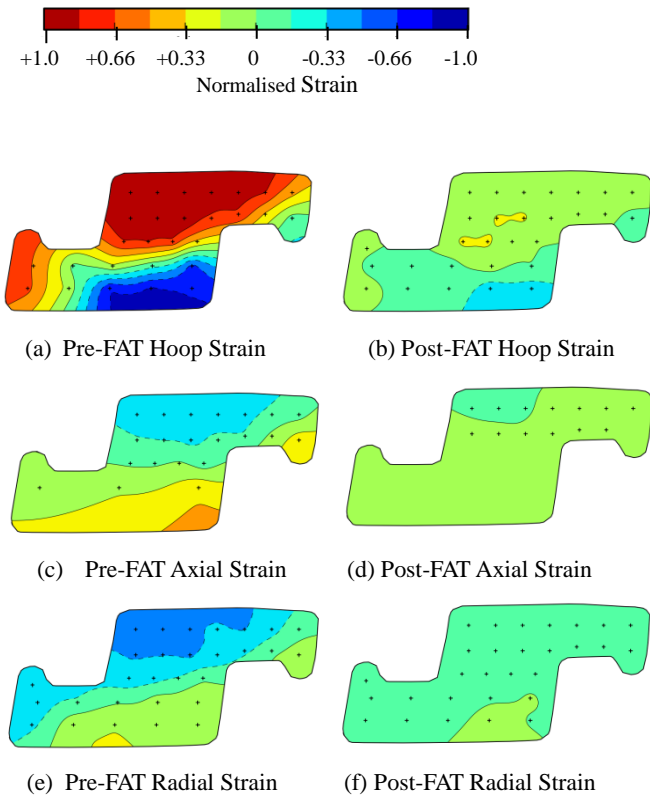 +1.0 +0.66 +0.33 0 -0.33 -0.66 -1.0
Normalised Strain
(a) Pre-FAT Hoop Strain
(b) Post-FAT Hoop Strain
(c) Pre-FAT Axial Strain
(d) Post-FAT Axial Strain
(e) Pre-FAT Radial Strain
(f) Post-FAT Radial Strain